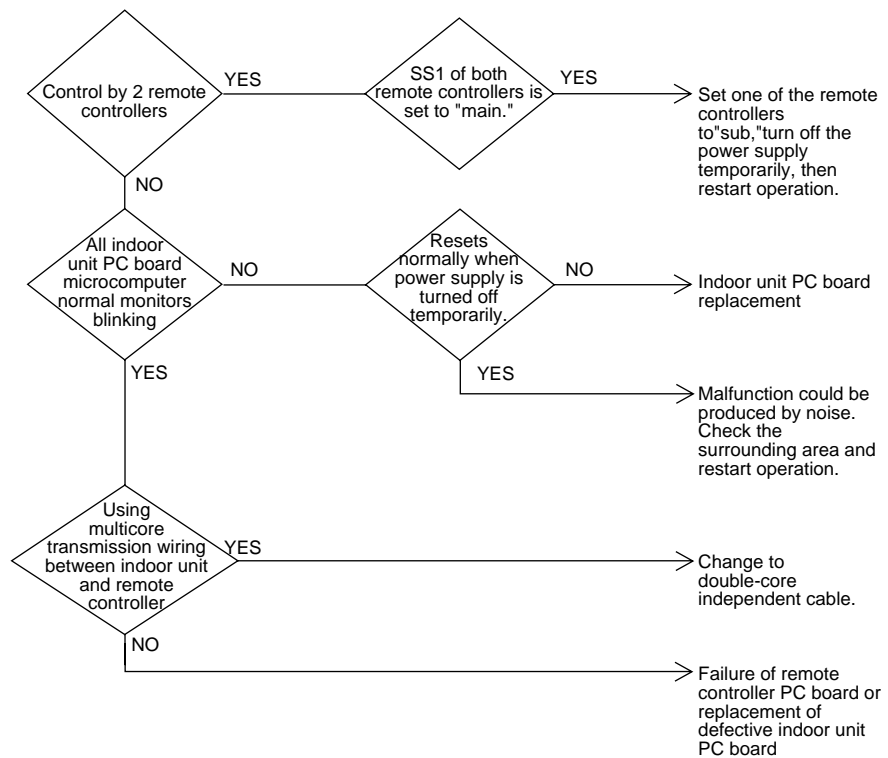 Control by 2 remote
controllers
YES
SS1 of both
remote controllers is
set to "main."
YES
Set one of the remote
controllers
to"sub,"turn off the
power supply
temporarily, then
restart operation.
NO
All indoor
unit PC board
microcomputer
normal monitors
blinking
NO
Resets
normally when
power supply is
turned off
temporarily.
NO
Indoor unit PC board
replacement
YES
YES
Malfunction could be
produced by noise.
Check the
surrounding area and
restart operation.
Using
multicore
transmission wiring
between indoor unit
and remote
controller
YES
Change to
double-core
independent cable.
NO
Failure of remote
controller PC board or
replacement of
defective indoor unit
PC board